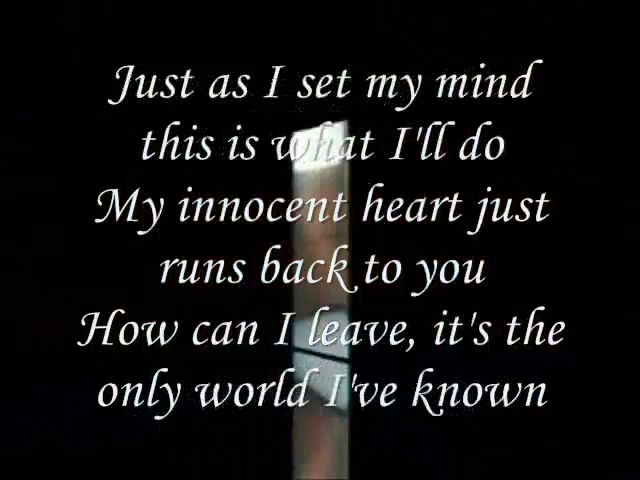 Just as I set my mind
this is what I'll do
My innocent heart just
runs back to you
How can I leave, it's the
only world I've known